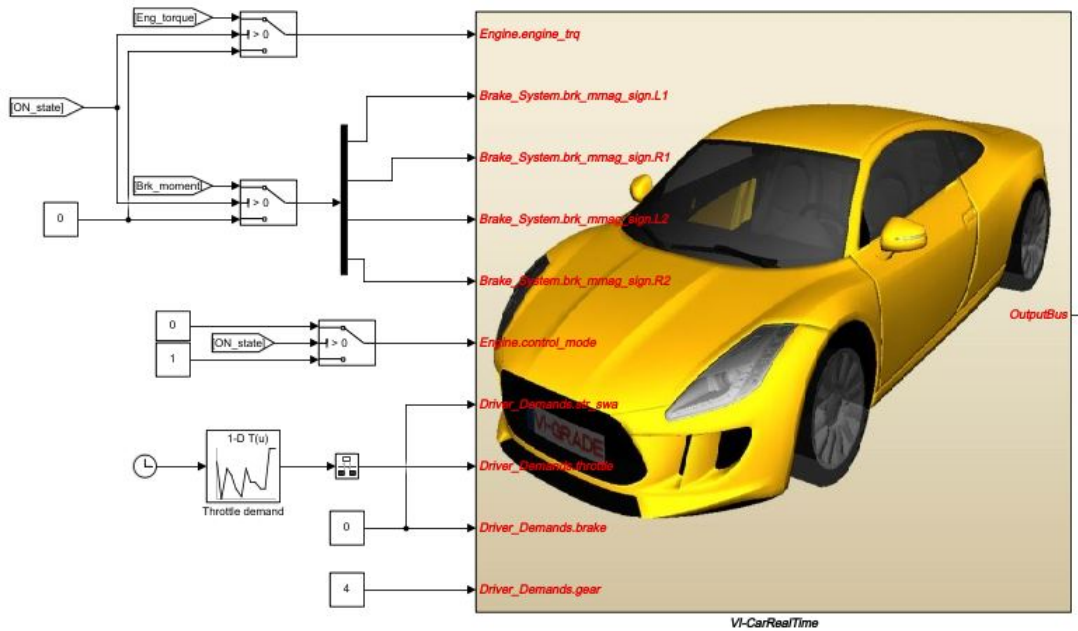 [Eng_torque]
> 0
Engine.engine_trq
[ON_state]
Brake_System.brk_mmag_sign.L1
Brake_System.brk_mmag_sign.R1
[Brk_moment]
> 0
0
Brake_System.brk_mmag_sign.L2
Brake_System.brk_mmag_sign.R2
OutputBus
0
[ON_state]
> 0
Engine.control_mode
1
Driver_Demands.str_swa
VI-GRADE
1-D T(u)
Driver_Demands.throttle
Throttle demand
0
Driver_Demands.brake
4
Driver_Demands.gear
VI-CarRealTime